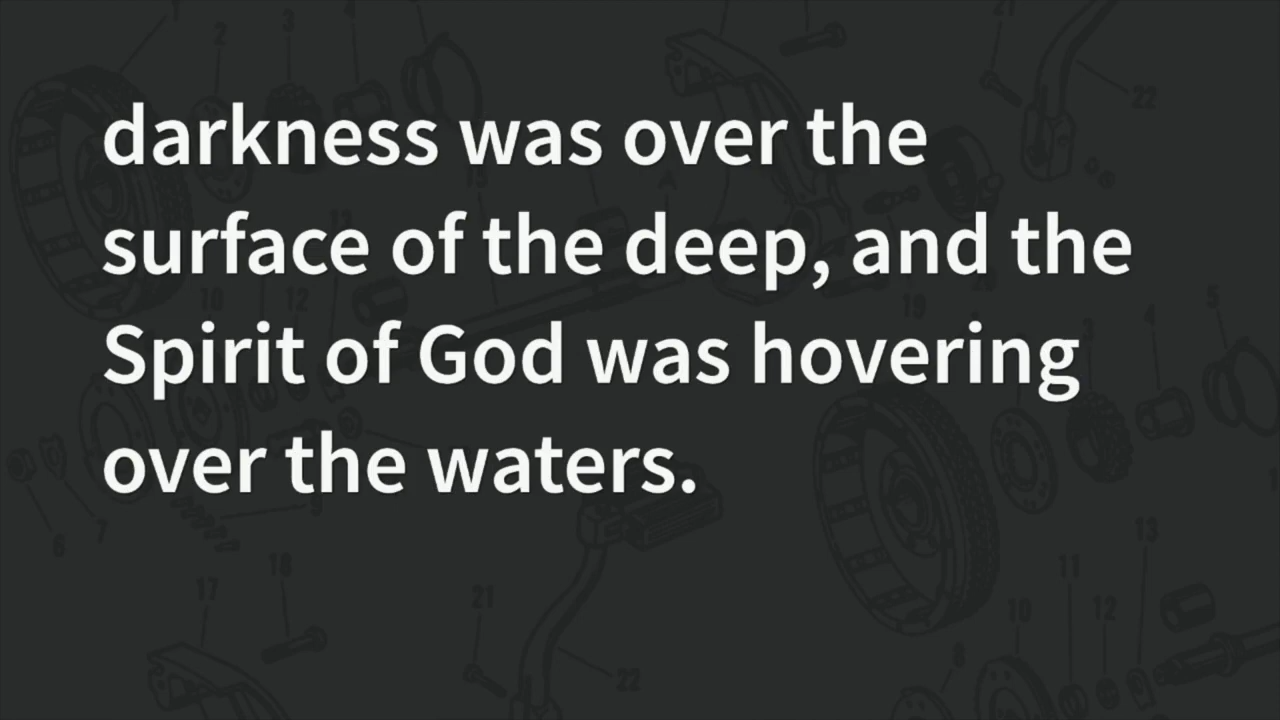 darkness was over the
surface of the deep, and the
Spirit of God was hovering
over the waters.